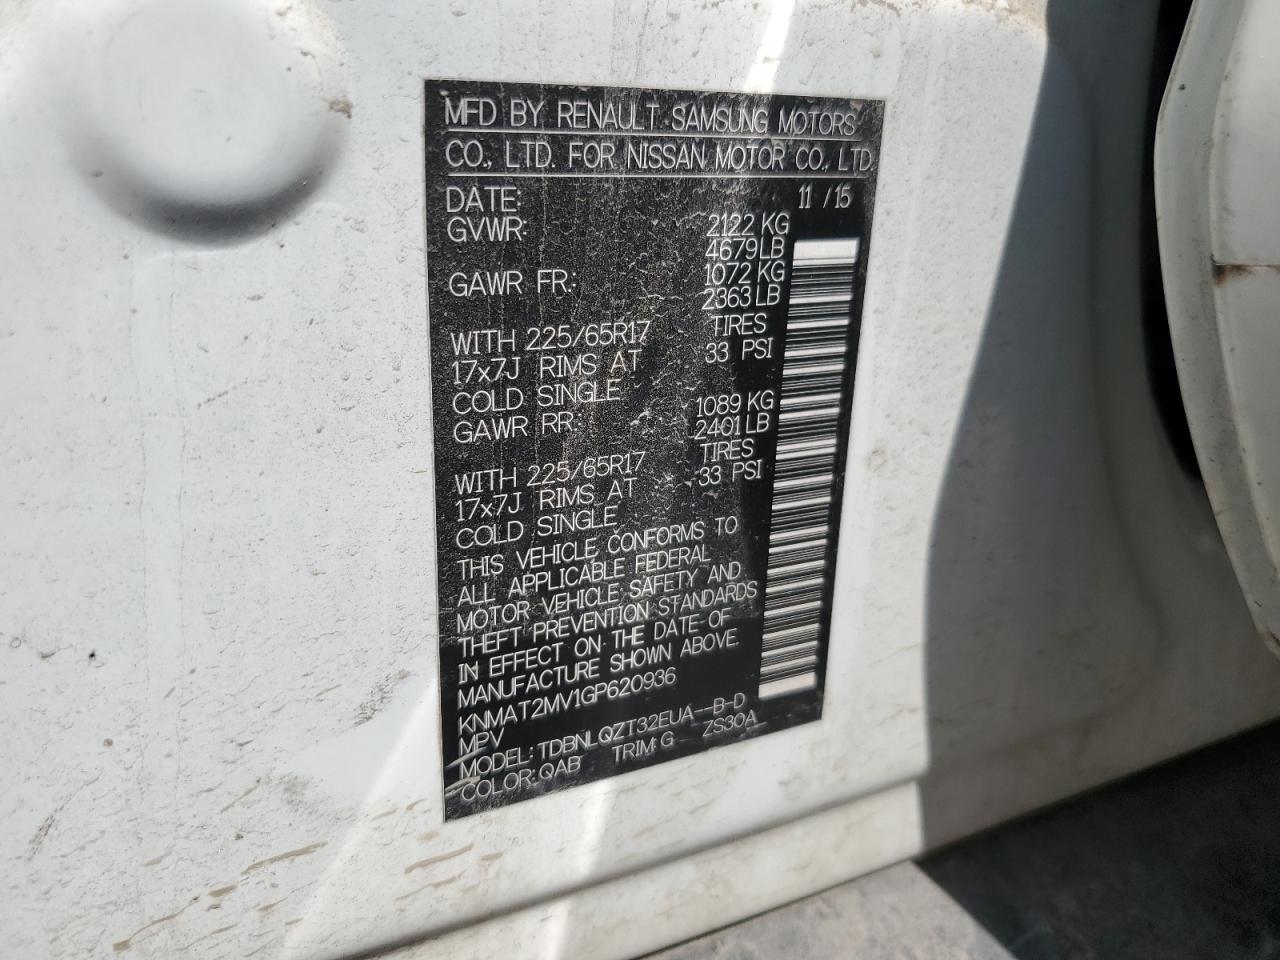 MFD BY RENAULT SAMSUNG MOTORS
CO., LTD. FOR NISSAN MOTOR CO., LTD.
DATE: 11 / 15
GVWR: 2122 KG
4679 LB
GAWR FR: 1072 KG
2363 LB
WITH 225/65R17 TIRES
17x7J RIMS AT 33 PSI
COLD SINGLE
GAWR RR: 1089 KG
2401 LB
WITH 225/65R17 TIRES
17x7J RIMS AT 33 PSI
COLD SINGLE
THIS VEHICLE CONFORMS TO
ALL APPLICABLE FEDERAL
MOTOR VEHICLE SAFETY AND
THEFT PREVENTION STANDARDS
IN EFFECT ON THE DATE OF
MANUFACTURE SHOWN ABOVE.
KNMAT2MV1GP620936
MPV
MODEL: TDBNLQZT32EUA--B-D
COLOR: QAB TRIM: G ZS30A